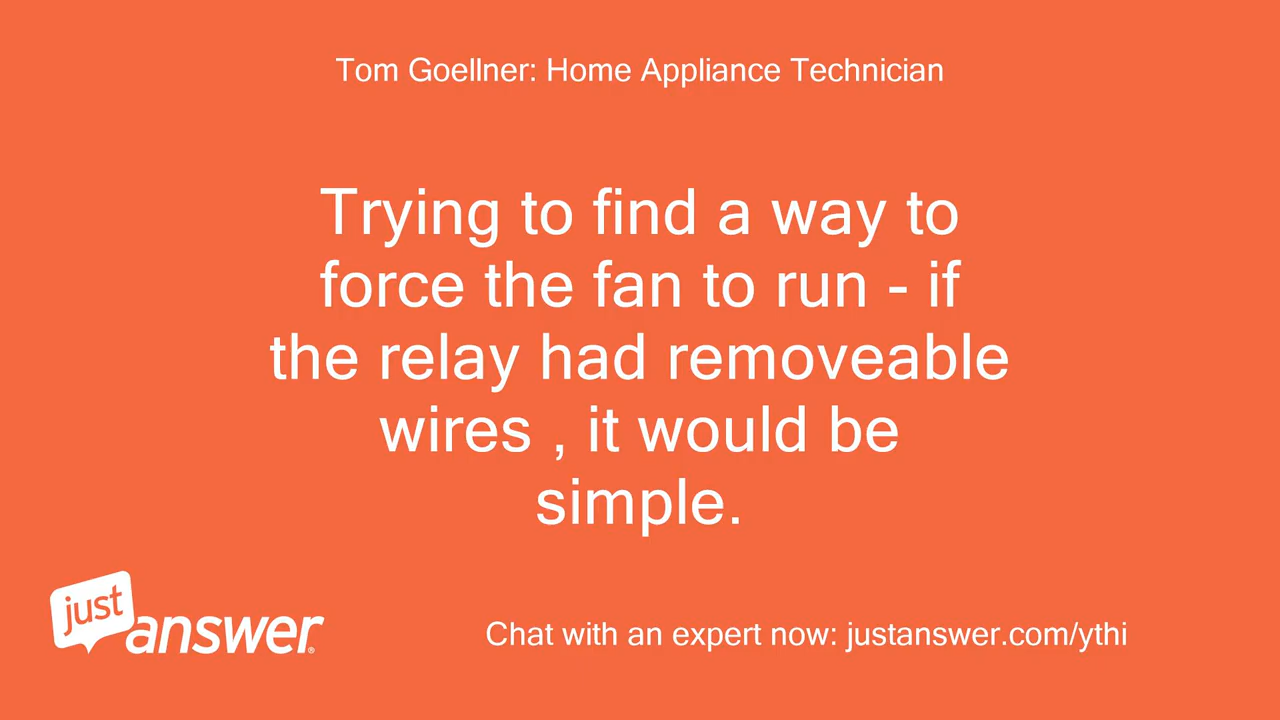 Tom Goellner: Home Appliance Technician
Trying to find a way to
force the fan to run - if
the relay had removeable
wires , it would be
simple.
just
answer®
Chat with an expert now: justanswer.com/ythi